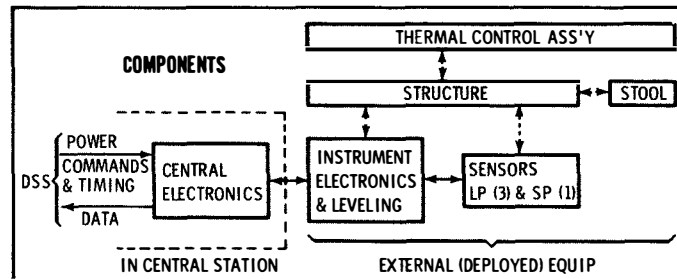 THERMAL CONTROL ASS'Y
COMPONENTS
STRUCTURE
STOOL
DSS
POWER
COMMANDS
& TIMING
DATA
CENTRAL
ELECTRONICS
INSTRUMENT
ELECTRONICS
& LEVELING
SENSORS
LP (3) & SP (1)
IN CENTRAL STATION
EXTERNAL (DEPLOYED) EQUIP